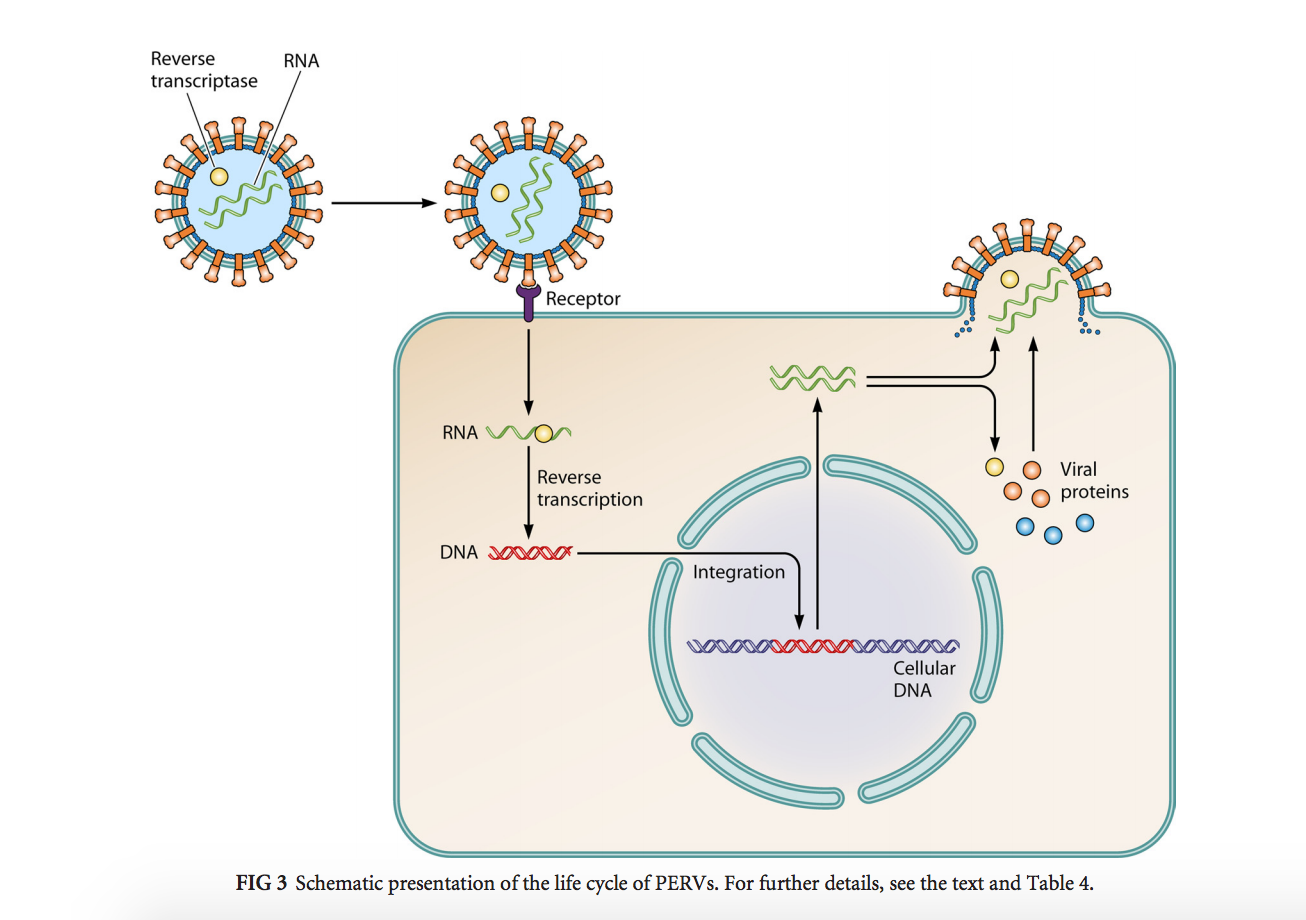 Reverse
transcriptase
RNA
Receptor
RNA
Reverse
transcription
DNA
Integration
Cellular
DNA
Viral
proteins
FIG 3 Schematic presentation of the life cycle of PERVs. For further details, see the text and Table 4.